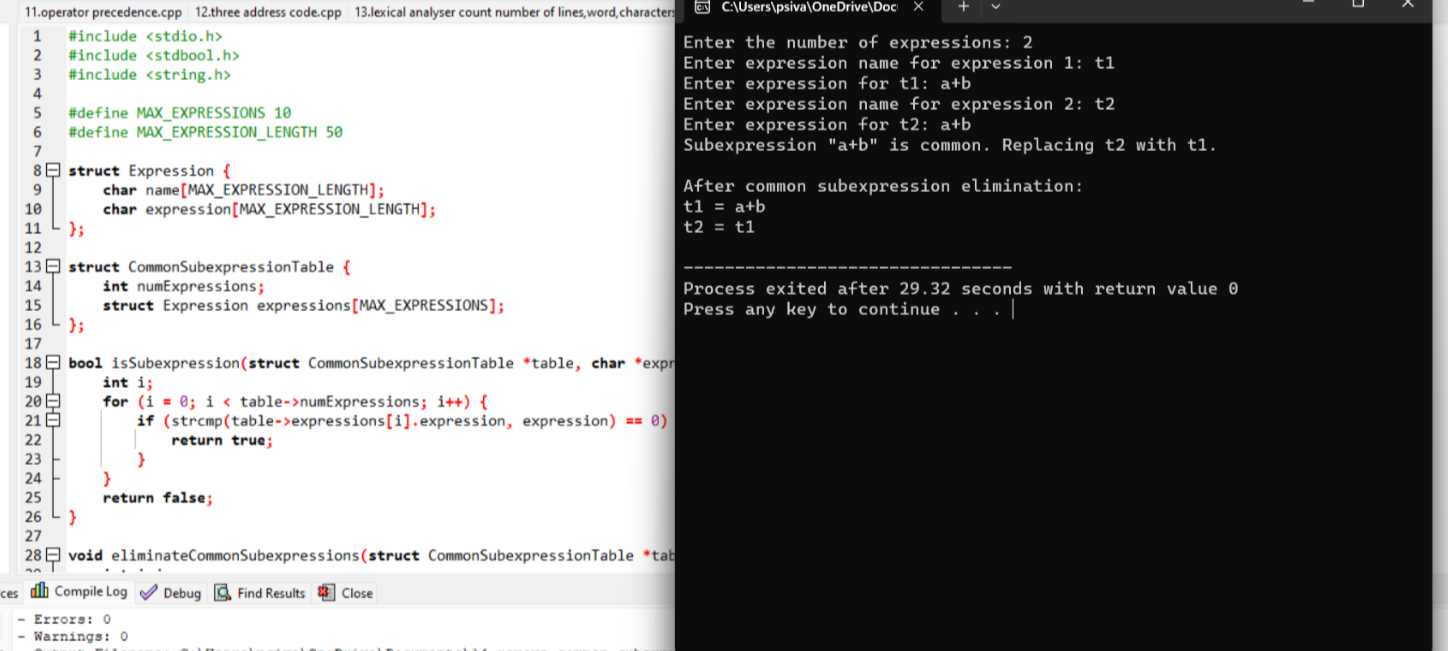 11.operator precedence.cpp 12.three address code.cpp 13.lexical analyser count number of lines,word,characters
1 #include <stdio.h>
2 #include <stdbool.h>
3 #include <string.h>
4
5 #define MAX_EXPRESSIONS 10
6 #define MAX_EXPRESSION_LENGTH 50
7
8 struct Expression {
9 char name[MAX_EXPRESSION_LENGTH];
10 char expression[MAX_EXPRESSION_LENGTH];
11 };
12
13 struct CommonSubexpressionTable {
14 int numExpressions;
15 struct Expression expressions[MAX_EXPRESSIONS];
16 };
17
18 bool isSubexpression(struct CommonSubexpressionTable *table, char *expr
19 int i;
20 for (i = 0; i < table->numExpressions; i++) {
21 if (strcmp(table->expressions[i].expression, expression) == 0)
22 return true;
23 }
24 }
25 return false;
26 }
27
28 void eliminateCommonSubexpressions(struct CommonSubexpressionTable *tab
ces Compile Log Debug Find Results Close
- Errors: 0
- Warnings: 0
C:\Users\psiva\OneDrive\Doc
Enter the number of expressions: 2
Enter expression name for expression 1: t1
Enter expression for t1: a+b
Enter expression name for expression 2: t2
Enter expression for t2: a+b
Subexpression "a+b" is common. Replacing t2 with t1.
After common subexpression elimination:
t1 = a+b
t2 = t1
--------------------------------
Process exited after 29.32 seconds with return value 0
Press any key to continue . . .